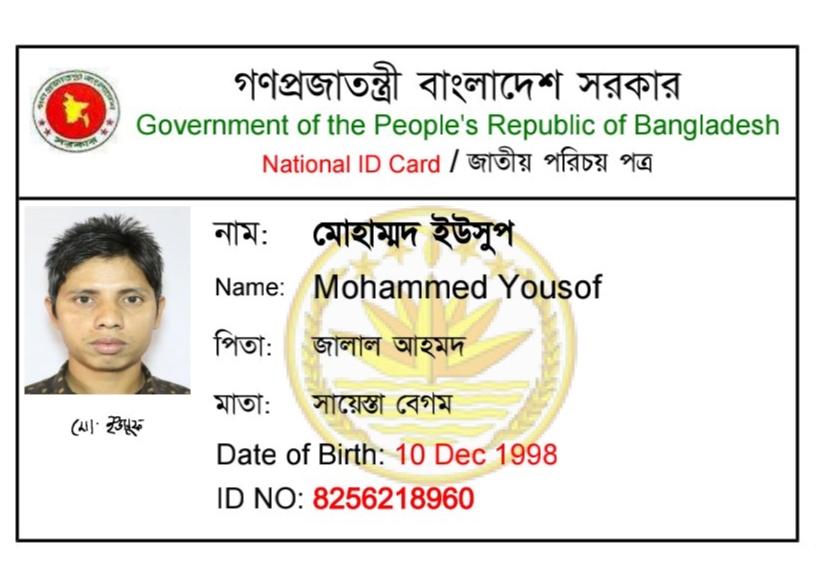 গণপ্রজাতন্ত্রী বাংলাদেশ সরকার
Government of the People's Republic of Bangladesh
National ID Card / জাতীয় পরিচয় পত্র
নাম: মোহাম্মদ ইউসুপ
Name: Mohammed Yousof
পিতা: জালাল আহমদ
মাতা: সায়েস্তা বেগম
মো: ইউসুফ
Date of Birth: 10 Dec 1998
ID NO: 8256218960